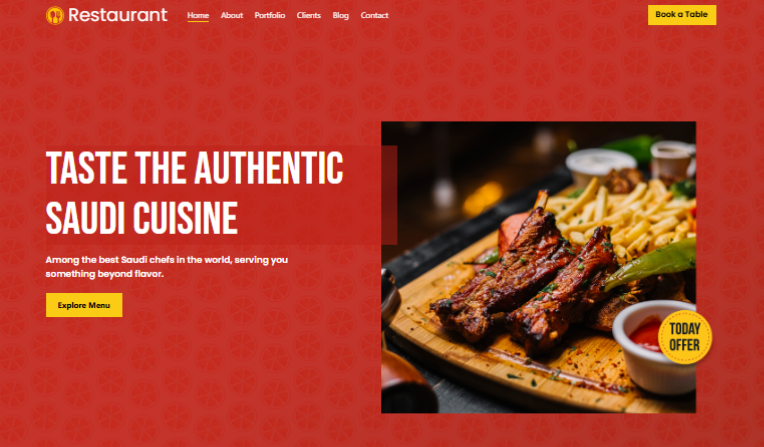 Restaurant
Home About Portfolio Clients Blog Contact
Book a Table
TASTE THE AUTHENTIC
SAUDI CUISINE
Among the best Saudi chefs in the world, serving you
something beyond flavor.
Explore Menu
TODAY
OFFER